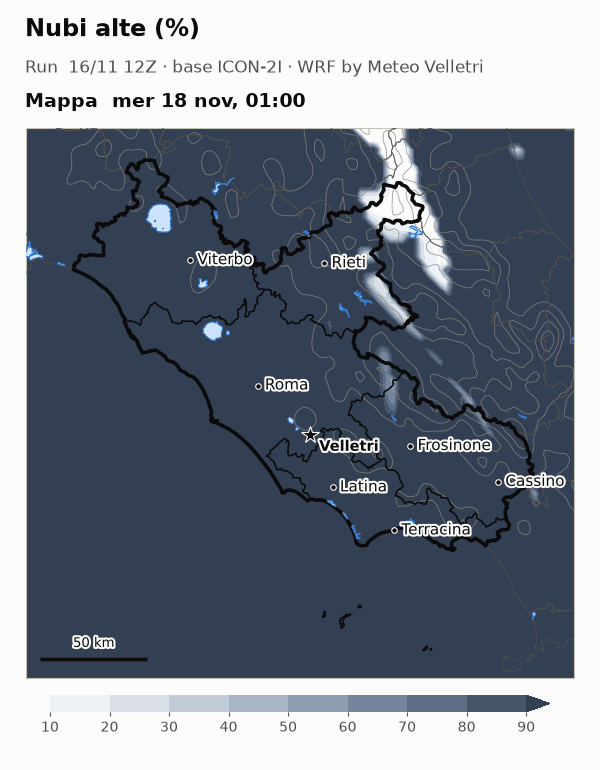 Nubi alte (%)
Run  16/11 12Z · base ICON-2I · WRF by Meteo Velletri
Mappa  mer 18 nov, 01:00
Viterbo
Rieti
Roma
Velletri
Frosinone
Latina
Cassino
Terracina
50 km
10 20 30 40 50 60 70 80 90